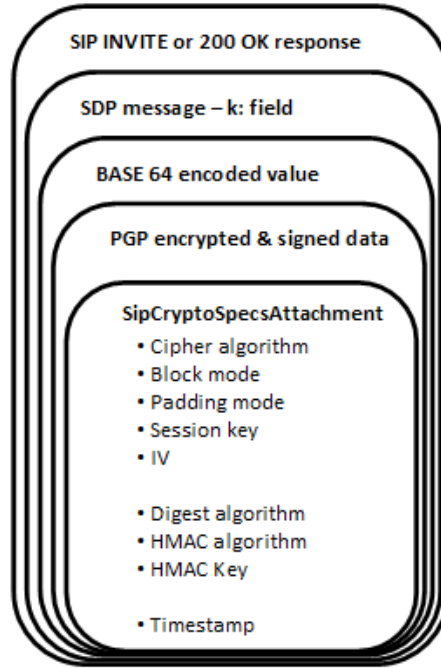 SIP INVITE or 200 OK response
SDP message – k: field
BASE 64 encoded value
PGP encrypted & signed data
SipCryptoSpecsAttachment
• Cipher algorithm
• Block mode
• Padding mode
• Session key
• IV
• Digest algorithm
• HMAC algorithm
• HMAC Key
• Timestamp